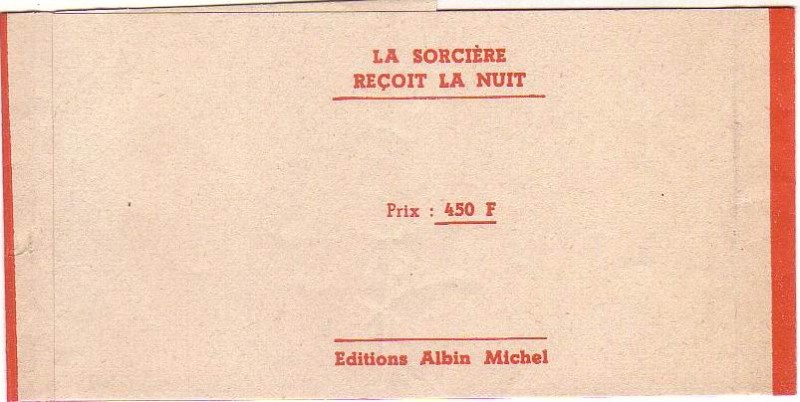 LA SORCIÈRE
REÇOIT LA NUIT
Prix : 450 F
Editions Albin Michel